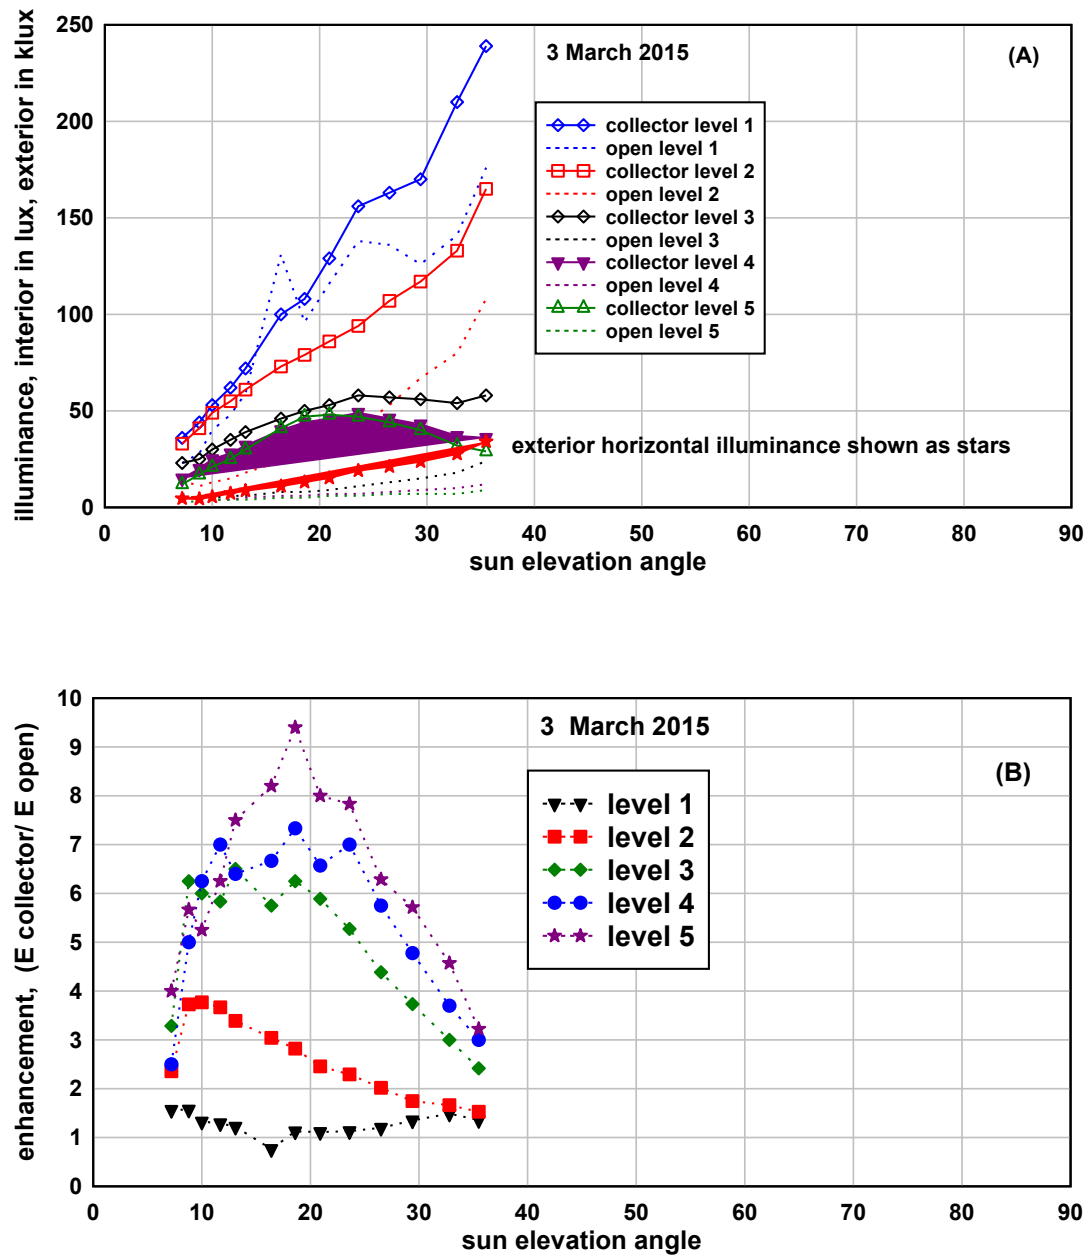 250
200
150
100
50
0
0 10 20 30 40 50 60 70 80 90
sun elevation angle
illuminance, interior in lux, exterior in klux
3 March 2015
(A)
collector level 1
open level 1
collector level 2
open level 2
collector level 3
open level 3
collector level 4
open level 4
collector level 5
open level 5
exterior horizontal illuminance shown as stars
10
9
8
7
6
5
4
3
2
1
0
0 10 20 30 40 50 60 70 80 90
sun elevation angle
enhancement, (E collector/ E open)
3 March 2015
(B)
level 1
level 2
level 3
level 4
level 5